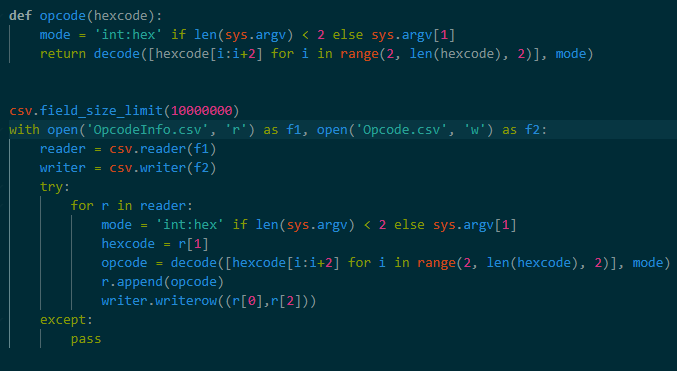 def opcode(hexcode):
    mode = 'int:hex' if len(sys.argv) < 2 else sys.argv[1]
    return decode([hexcode[i:i+2] for i in range(2, len(hexcode), 2)], mode)
csv.field_size_limit(10000000)
with open('OpcodeInfo.csv', 'r') as f1, open('Opcode.csv', 'w') as f2:
    reader = csv.reader(f1)
    writer = csv.writer(f2)
    try:
        for r in reader:
            mode = 'int:hex' if len(sys.argv) < 2 else sys.argv[1]
            hexcode = r[1]
            opcode = decode([hexcode[i:i+2] for i in range(2, len(hexcode), 2)], mode)
            r.append(opcode)
            writer.writerow((r[0],r[2]))
    except:
        pass